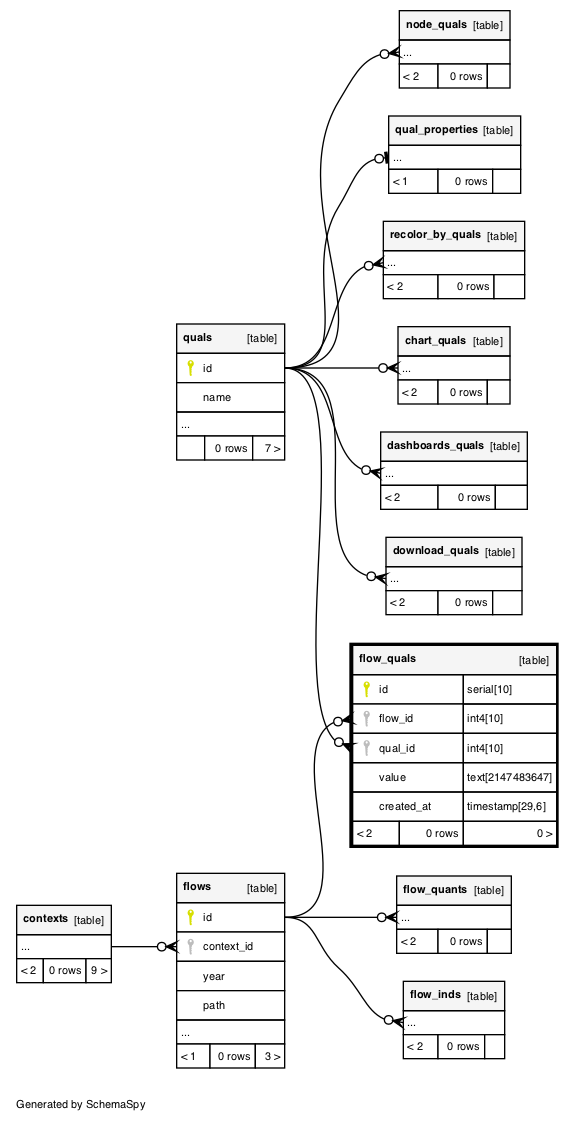 node_quals [table]
...
< 2 0 rows
qual_properties [table]
...
< 1 0 rows
recolor_by_quals [table]
...
< 2 0 rows
quals [table]
id
name
...
0 rows 7 >
chart_quals [table]
...
< 2 0 rows
dashboards_quals [table]
...
< 2 0 rows
download_quals [table]
...
< 2 0 rows
flow_quals [table]
id serial[10]
flow_id int4[10]
qual_id int4[10]
value text[2147483647]
created_at timestamp[29,6]
< 2 0 rows 0 >
contexts [table]
...
< 2 0 rows 9 >
flows [table]
id
context_id
year
path
...
< 1 0 rows 3 >
flow_quants [table]
...
< 2 0 rows
flow_inds [table]
...
< 2 0 rows
Generated by SchemaSpy